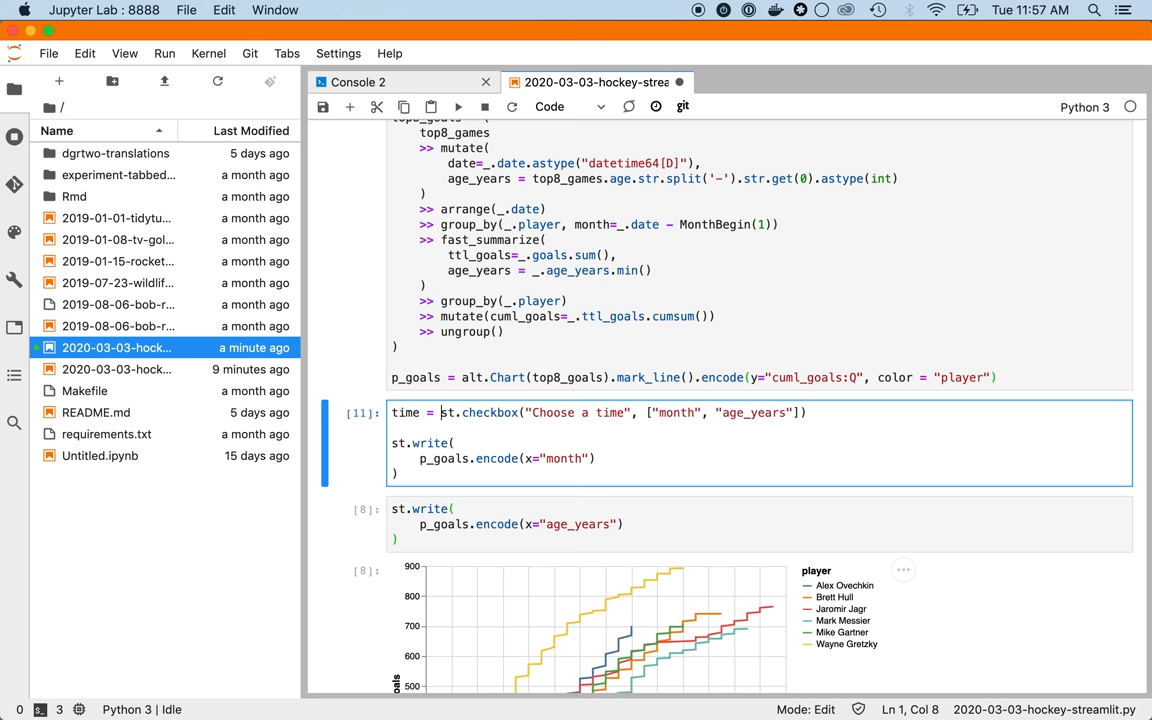 Jupyter Lab : 8888 File Edit Window Tue 11:57 AM
File Edit View Run Kernel Git Tabs Settings Help
Console 2
2020-03-03-hockey-strea
Code
git
Python 3
/
Name Last Modified
dgrtwo-translations 5 days ago
experiment-tabbed... a month ago
Rmd a month ago
2019-01-01-tidytu... a month ago
2019-01-08-tv-gol... a month ago
2019-01-15-rocket... a month ago
2019-07-23-wildlif... a month ago
2019-08-06-bob-r... a month ago
2019-08-06-bob-r... a month ago
2020-03-03-hock... a minute ago
2020-03-03-hock... 9 minutes ago
Makefile a month ago
README.md 5 days ago
requirements.txt a month ago
Untitled.ipynb 15 days ago
top8_games
>> mutate(
date=_.date.astype("datetime64[D]"),
age_years = top8_games.age.str.split('-').str.get(0).astype(int)
)
>> arrange(_.date)
>> group_by(_.player, month=_.date - MonthBegin(1))
>> fast_summarize(
ttl_goals=_.goals.sum(),
age_years = _.age_years.min()
)
>> group_by(_.player)
>> mutate(cuml_goals=_.ttl_goals.cumsum())
>> ungroup()
)
p_goals = alt.Chart(top8_goals).mark_line().encode(y="cuml_goals:Q", color = "player")
[11]:
time = st.checkbox("Choose a time", ["month", "age_years"])
st.write(
p_goals.encode(x="month")
)
[8]:
st.write(
p_goals.encode(x="age_years")
)
[8]:
900
800
700
600
500
player
Alex Ovechkin
Brett Hull
Jaromir Jagr
Mark Messier
Mike Gartner
Wayne Gretzky
0 3 Python 3 | Idle Mode: Edit Ln 1, Col 8 2020-03-03-hockey-streamlit.py